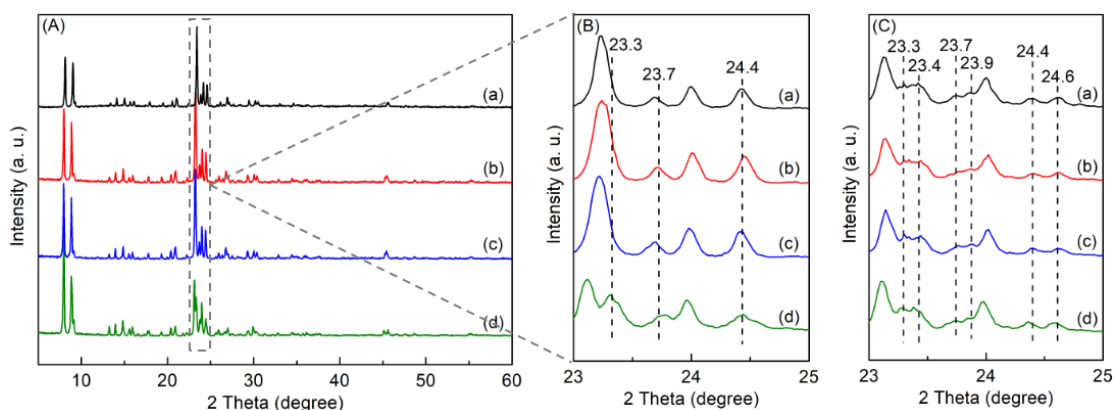 (A)
(a)
(b)
(c)
(d)
Intensity (a. u.)
10 20 30 40 50 60
2 Theta (degree)
(B)
23.3
23.7
24.4
(a)
(b)
(c)
(d)
Intensity (a. u.)
23 24 25
2 Theta (degree)
(C)
23.3
23.4
23.7
23.9
24.4
24.6
(a)
(b)
(c)
(d)
Intensity (a. u.)
23 24 25
2 Theta (degree)